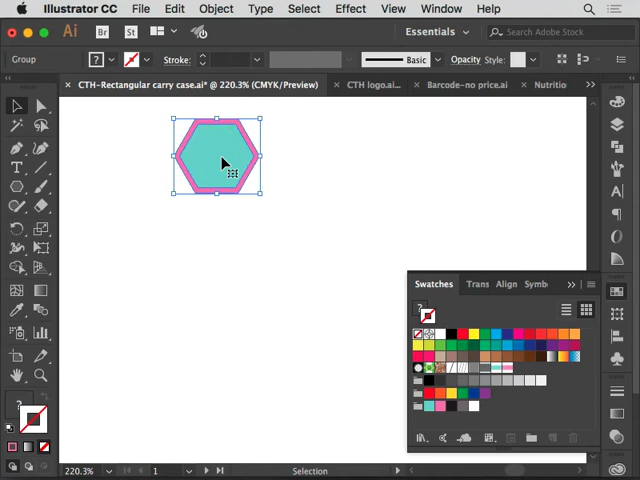 Illustrator CC File Edit Object Type Select Effect View Window Help
Ai Br St Essentials Search Adobe Stock
Group ? Stroke: Basic Opacity Style:
CTH-Rectangular carry case.ai* @ 220.3% (CMYK/Preview) CTH logo.ai... Barcode-no price.ai Nutritio
Swatches Trans Align Symb
?
?
220.3% 1 Selection